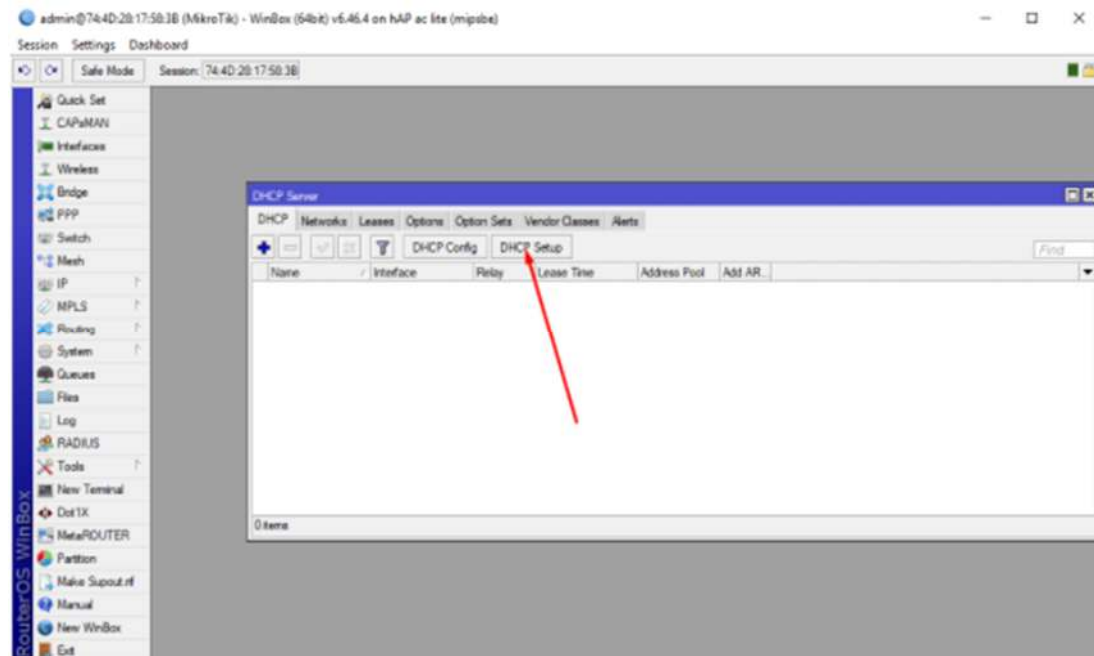 admin@74:4D:28:17:58:3B (MikroTik) - WinBox (64bit) v6.46.4 on hAP ac lite (mipsbe)
Session Settings Dashboard
Safe Mode Session: 74:4D:28:17:58:3B
Quick Set
CAPsMAN
Interfaces
Wireless
Bridge
PPP
Switch
Mesh
IP
MPLS
Routing
System
Queues
Files
Log
RADIUS
Tools
New Terminal
Dot1X
MetaROUTER
Partition
Make Supout.rif
Manual
New WinBox
Exit
RouterOS WinBox
DHCP Server
DHCP Networks Leases Options Option Sets Vendor Classes Alerts
DHCP Config DHCP Setup Find
Name Interface Relay Lease Time Address Pool Add AR...
0 items